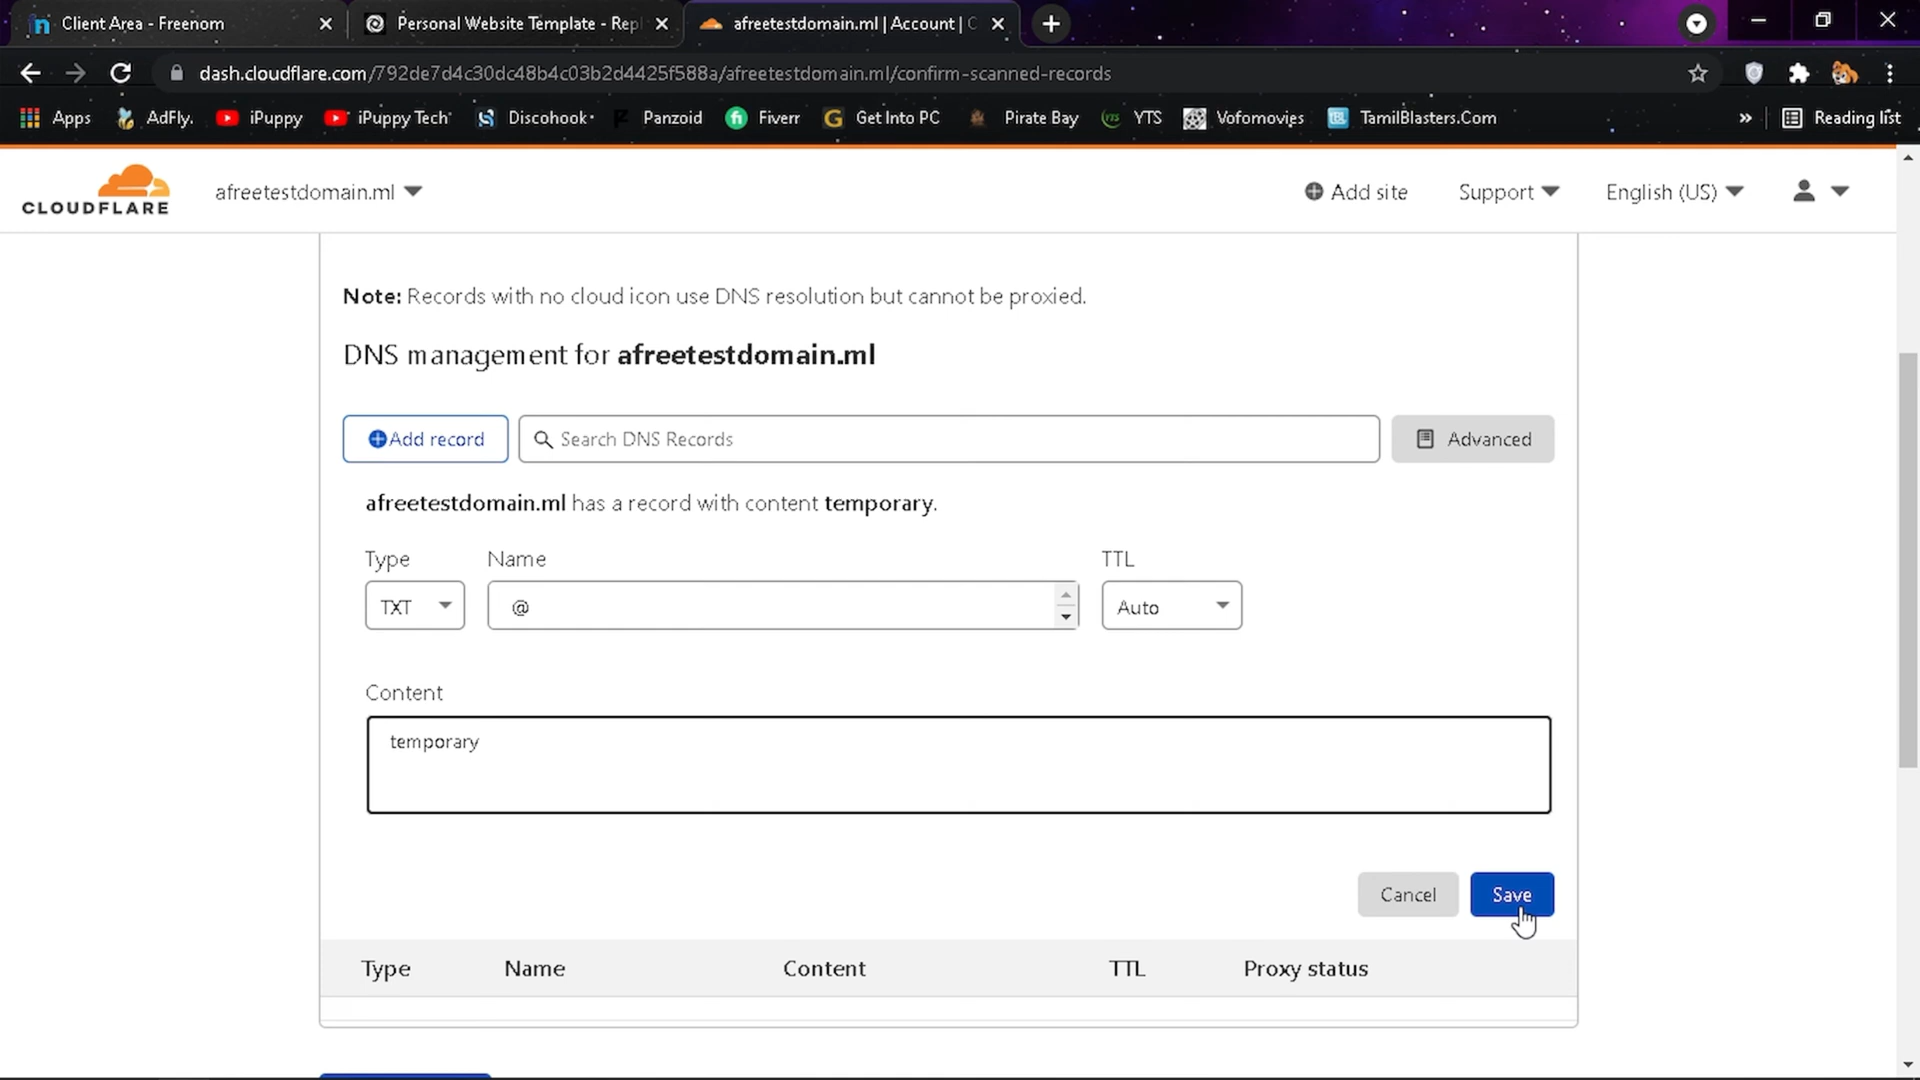 Client Area - Freenom
Personal Website Template - Repl
afreetestdomain.ml | Account | C
dash.cloudflare.com/792de7d4c30dc48b4c03b2d4425f588a/afreetestdomain.ml/confirm-scanned-records
Apps AdFly. iPuppy iPuppy Tech Discohook Panzoid Fiverr Get Into PC Pirate Bay YTS Vofomovies TamilBlasters.Com » Reading list
CLOUDFLARE afreetestdomain.ml Add site Support English (US)
Note: Records with no cloud icon use DNS resolution but cannot be proxied.
DNS management for afreetestdomain.ml
Add record Search DNS Records Advanced
afreetestdomain.ml has a record with content temporary.
Type Name TTL
TXT @ Auto
Content
temporary
Cancel Save
Type Name Content TTL Proxy status